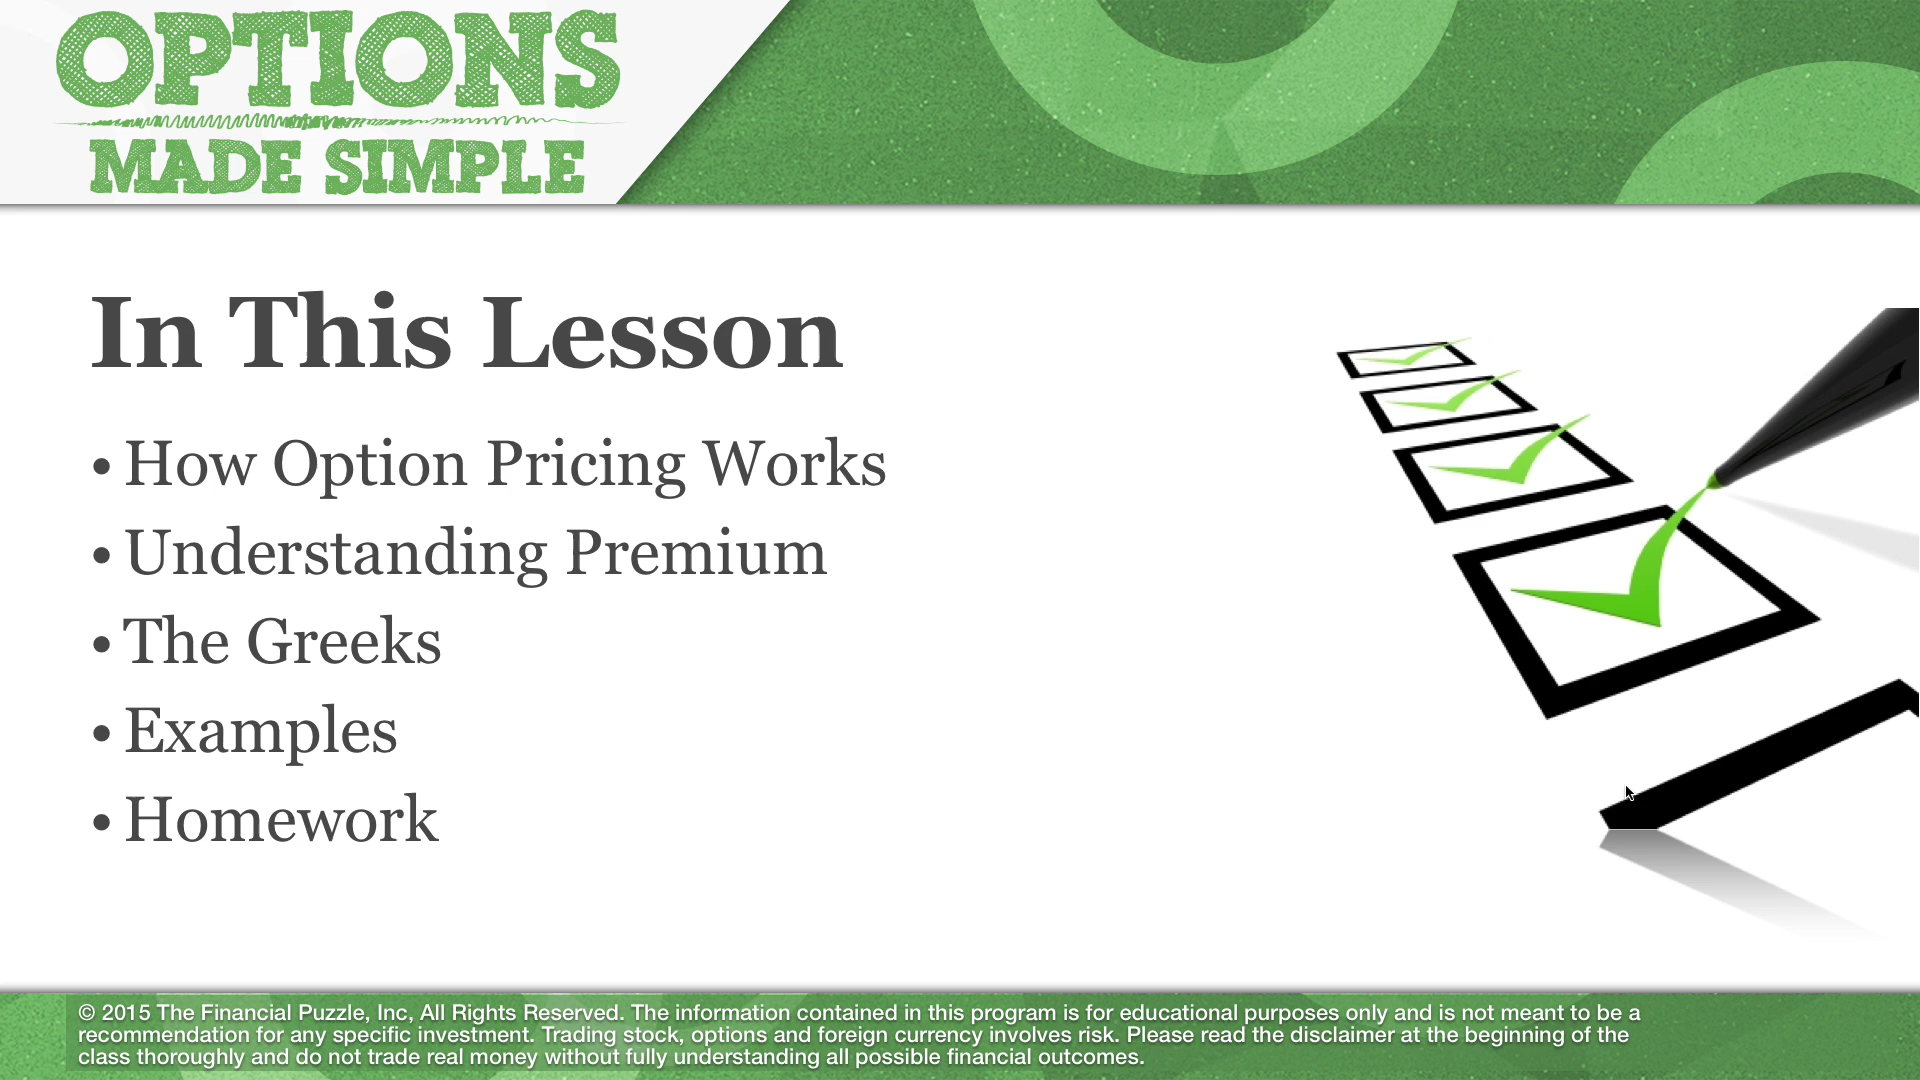 OPTIONS
MADE SIMPLE
In This Lesson
• How Option Pricing Works
• Understanding Premium
• The Greeks
• Examples
• Homework
© 2015 The Financial Puzzle, Inc, All Rights Reserved. The information contained in this program is for educational purposes only and is not meant to be a
recommendation for any specific investment. Trading stock, options and foreign currency involves risk. Please read the disclaimer at the beginning of the
class thoroughly and do not trade real money without fully understanding all possible financial outcomes.